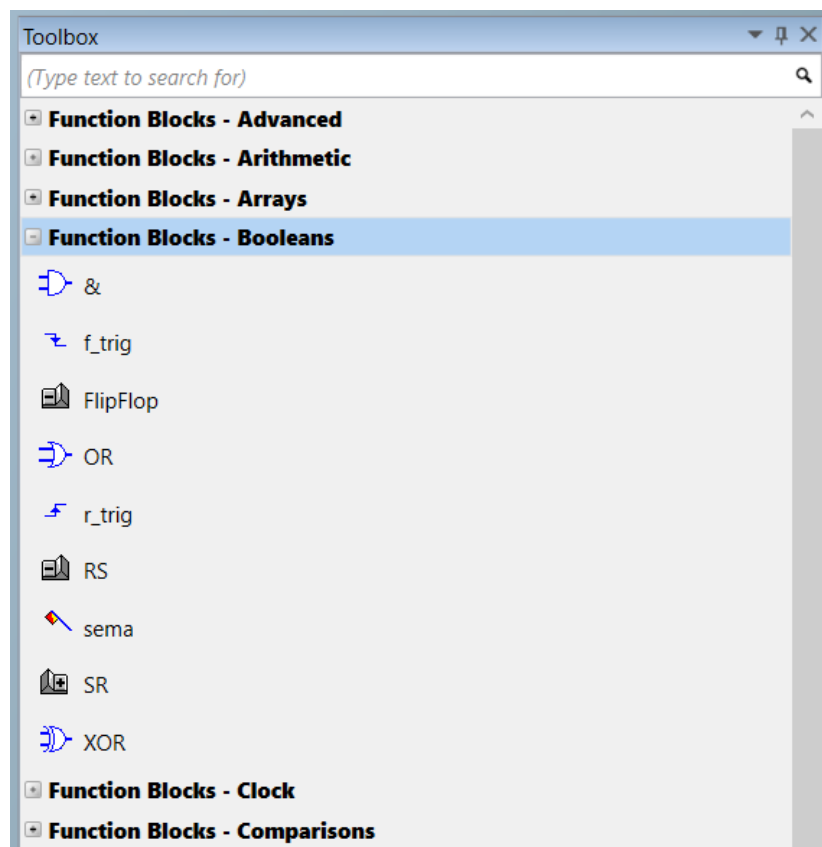 Toolbox
(Type text to search for)
Function Blocks - Advanced
Function Blocks - Arithmetic
Function Blocks - Arrays
Function Blocks - Booleans
&
f_trig
FlipFlop
OR
r_trig
RS
sema
SR
XOR
Function Blocks - Clock
Function Blocks - Comparisons